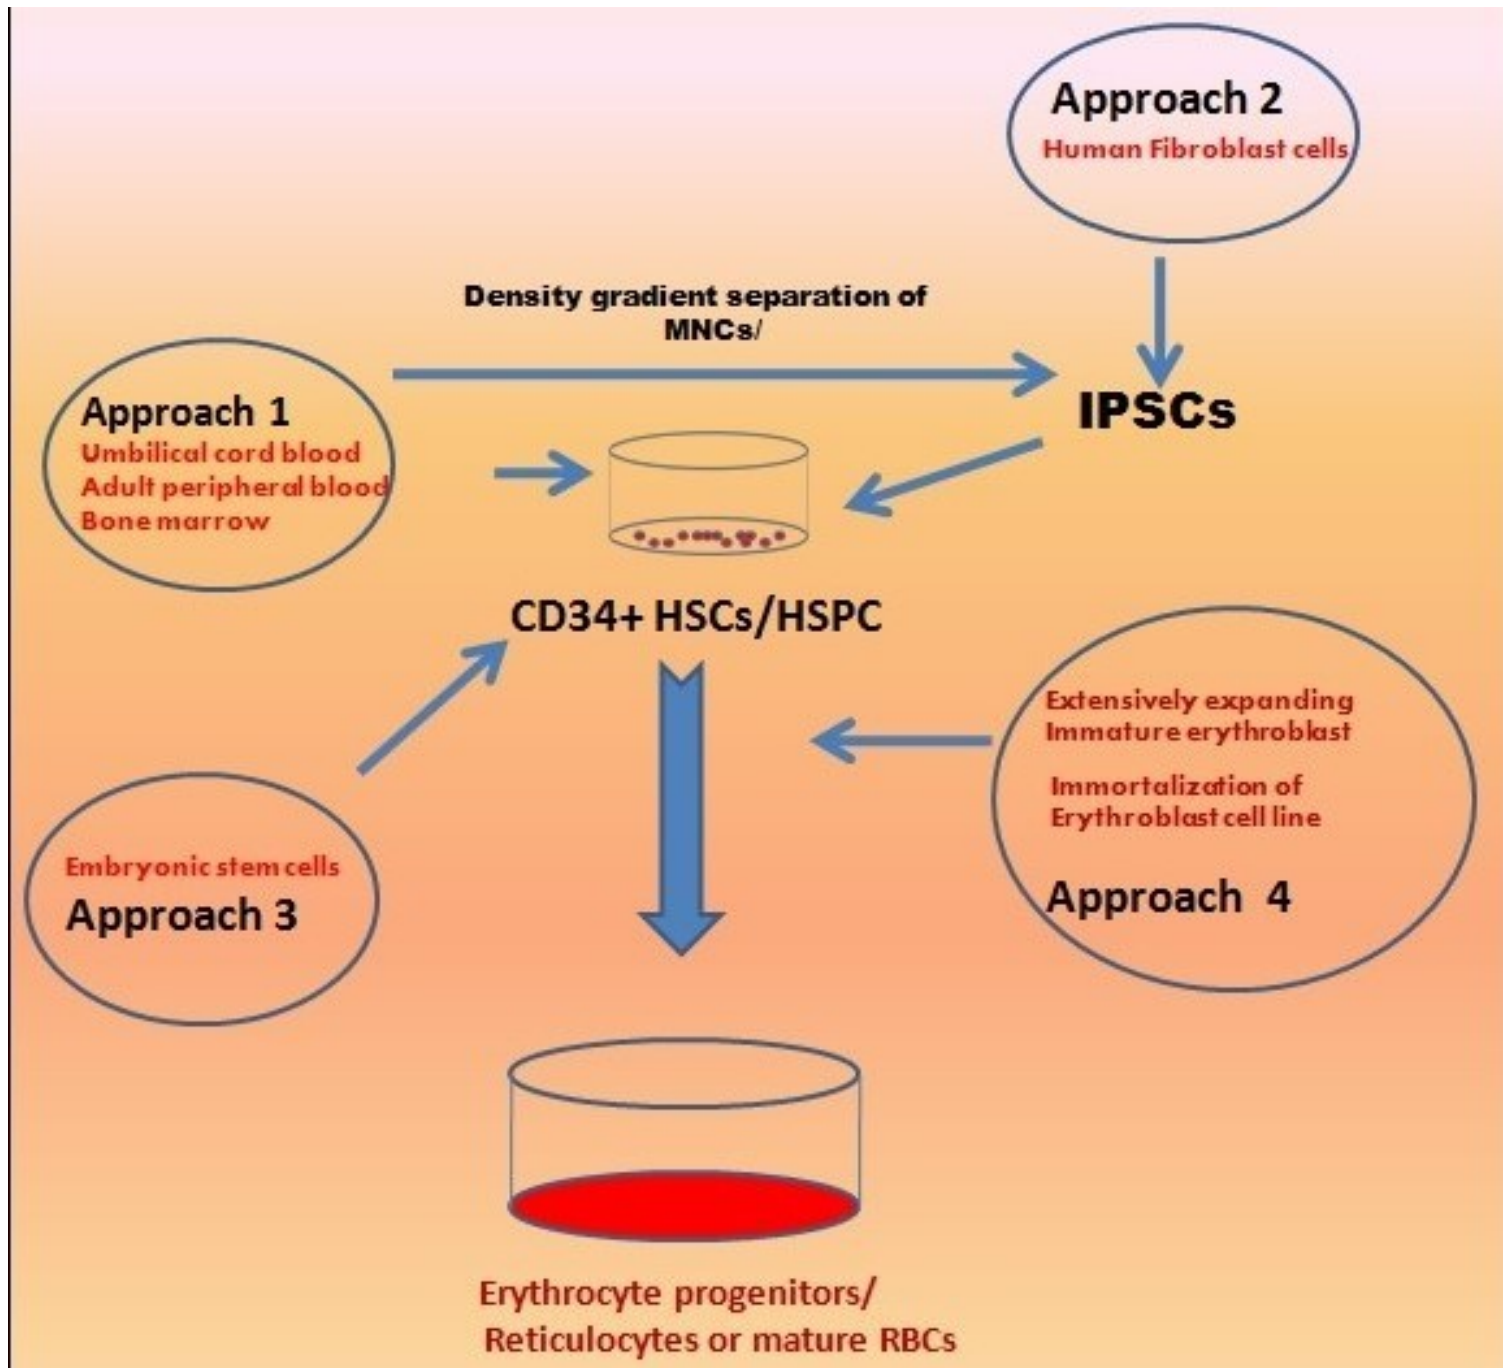 Approach 2
Human Fibroblast cells
Density gradient separation of
MNCs/
IPSCs
Approach 1
Umbilical cord blood
Adult peripheral blood
Bone marrow
CD34+ HSCs/HSPC
Extensively expanding
Immature erythroblast
Immortalization of
Erythroblast cell line
Approach 4
Embryonic stem cells
Approach 3
Erythrocyte progenitors/
Reticulocytes or mature RBCs